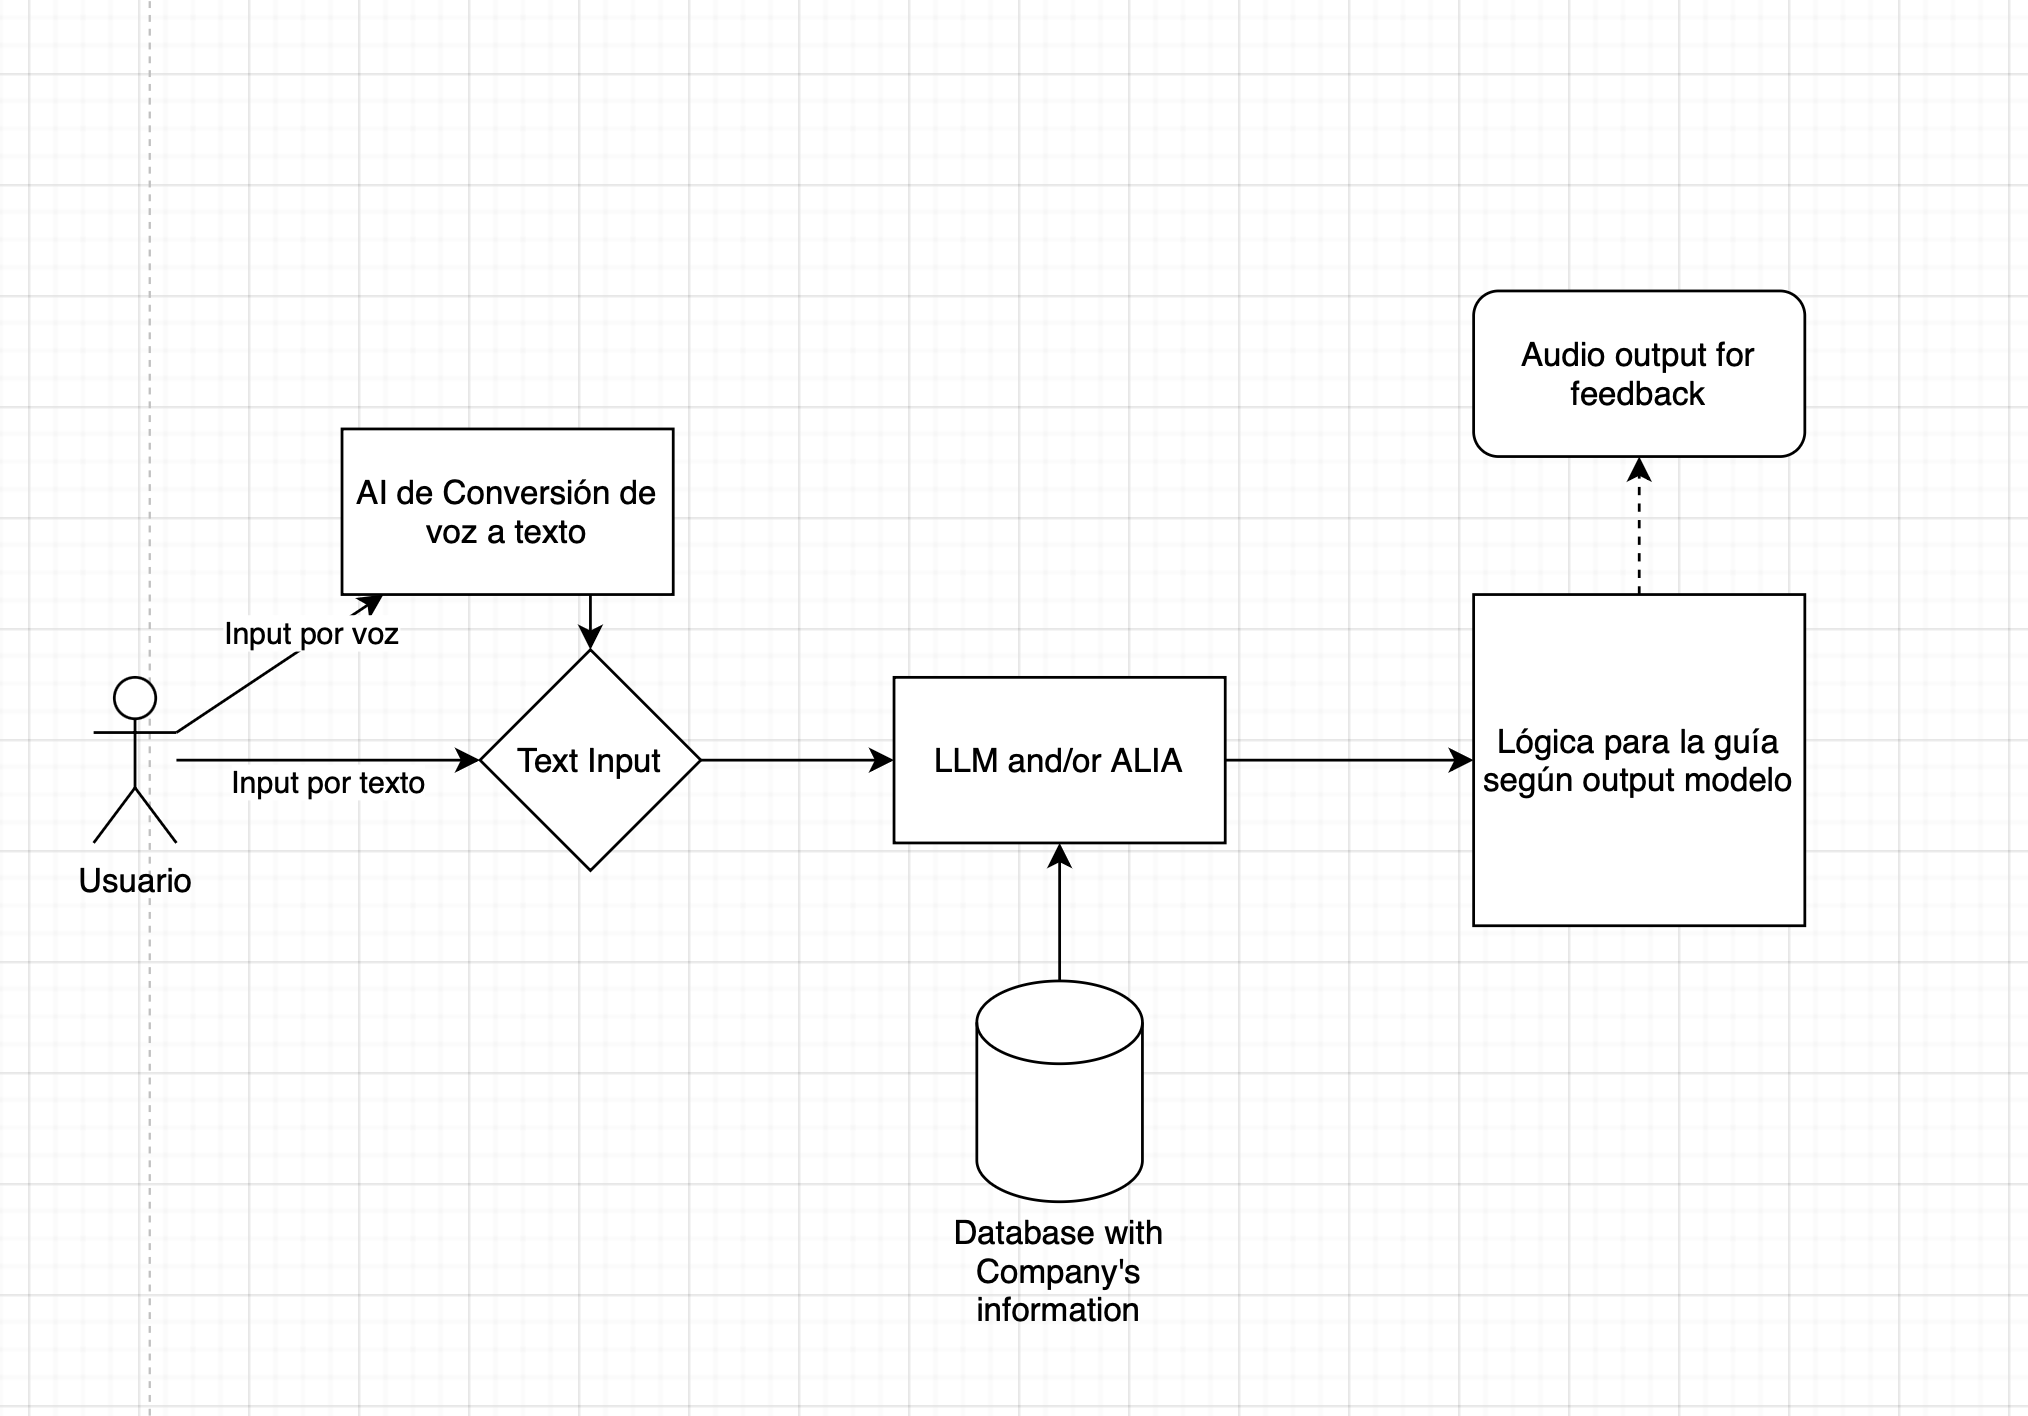 Audio output for
feedback
AI de Conversión de
voz a texto
Input por voz
Text Input
Input por texto
LLM and/or ALIA
Lógica para la guía
según output modelo
Usuario
Database with
Company's
information